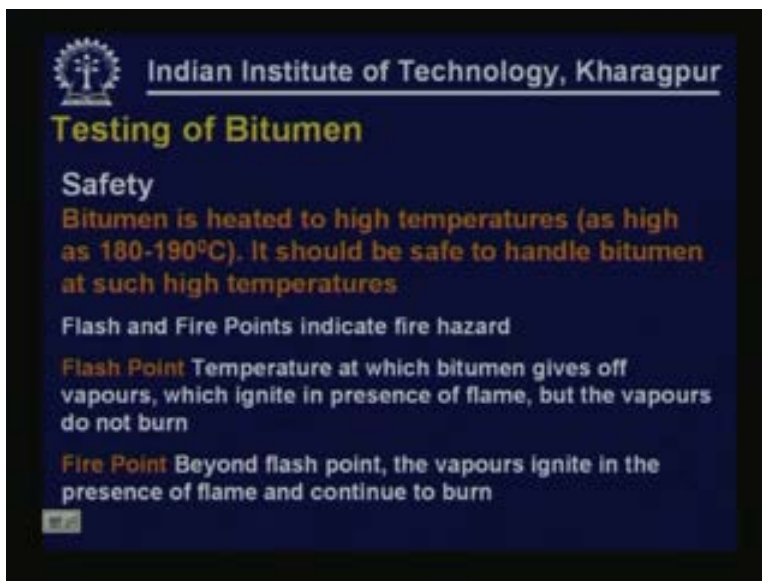 Indian Institute of Technology, Kharagpur
Testing of Bitumen
Safety
Bitumen is heated to high temperatures (as high
as 180-190⁰C). It should be safe to handle bitumen
at such high temperatures
Flash and Fire Points indicate fire hazard
Flash Point Temperature at which bitumen gives off
vapours, which ignite in presence of flame, but the vapours
do not burn
Fire Point Beyond flash point, the vapours ignite in the
presence of flame and continue to burn